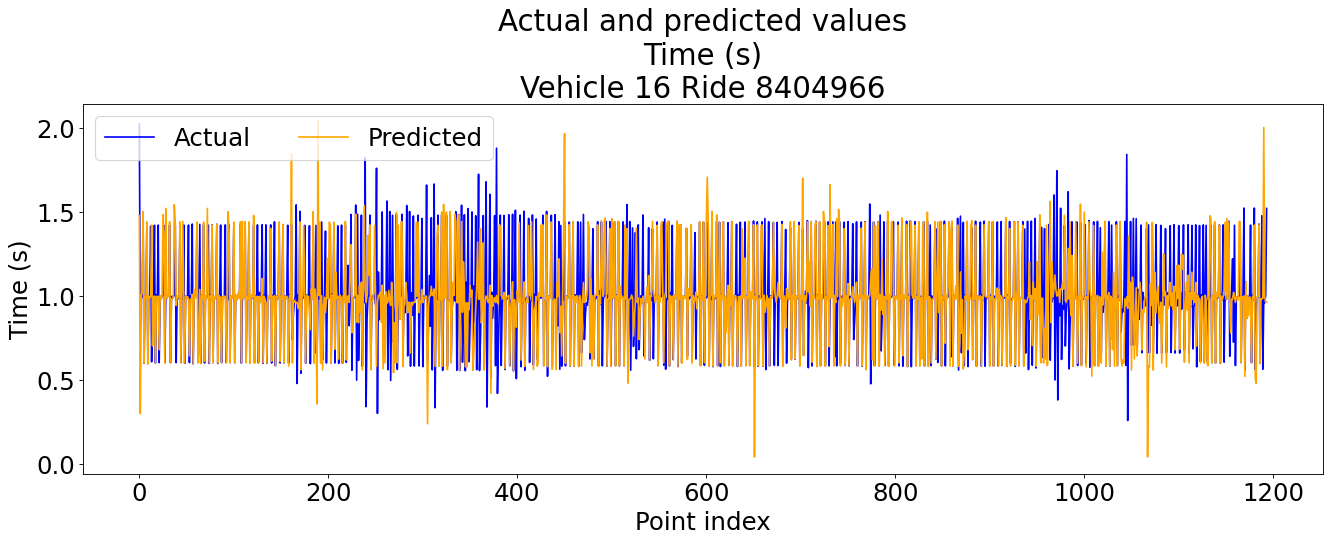 Actual and predicted values
Time (s)
Vehicle 16 Ride 8404966
Actual Predicted
2.0
1.5
1.0
0.5
0.0
Time (s)
0 200 400 600 800 1000 1200
Point index